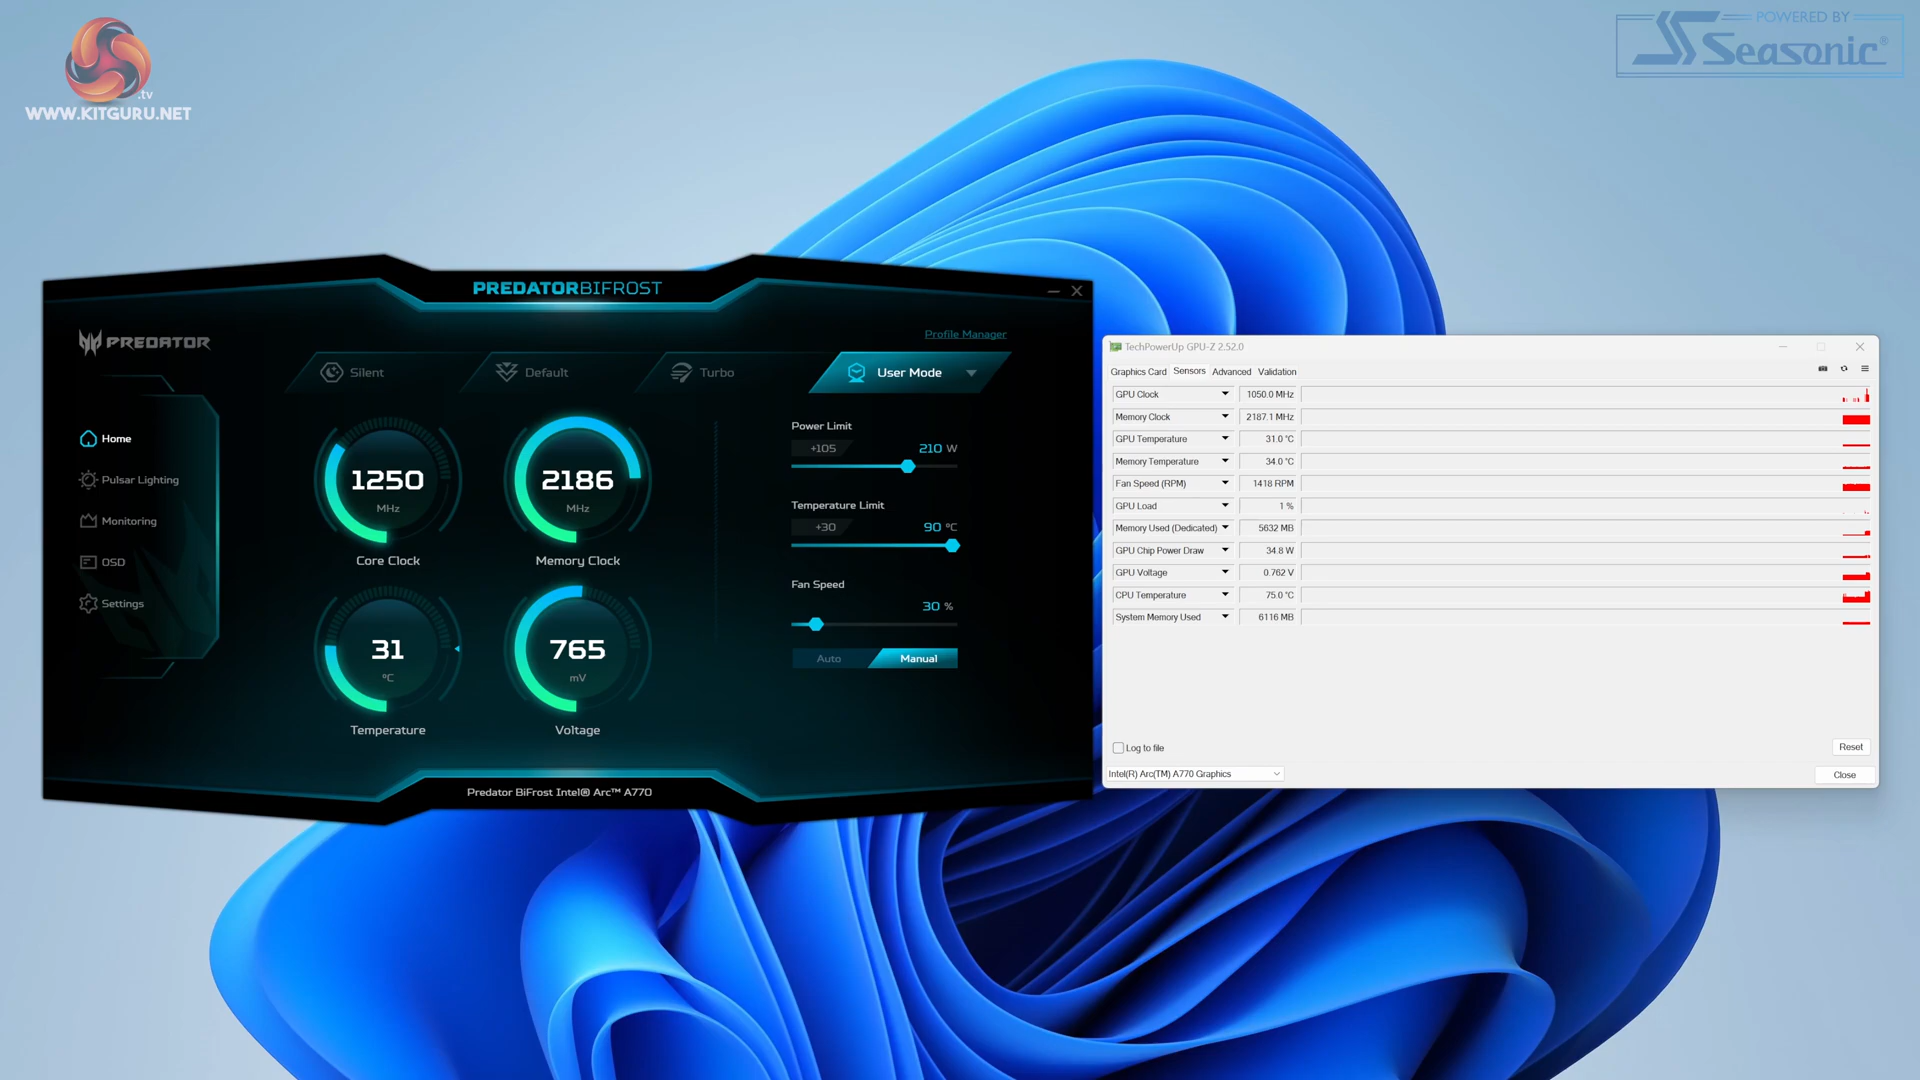 .tv
WWW.KITGURU.NET
POWERED BY
Seasonic®
PREDATORBIFROST
PREDATOR
Profile Manager
Silent
Default
Turbo
User Mode
Home
Pulsar Lighting
Monitoring
OSD
Settings
1250
MHz
Core Clock
2186
MHz
Memory Clock
31
°C
Temperature
765
mV
Voltage
Power Limit
+105
210 W
Temperature Limit
+30
90 °C
Fan Speed
30 %
Auto
Manual
Predator BiFrost Intel® Arc™ A770
TechPowerUp GPU-Z 2.52.0
Graphics Card Sensors Advanced Validation
GPU Clock 1050.0 MHz
Memory Clock 2187.1 MHz
GPU Temperature 31.0 °C
Memory Temperature 34.0 °C
Fan Speed (RPM) 1418 RPM
GPU Load 1 %
Memory Used (Dedicated) 5632 MB
GPU Chip Power Draw 34.8 W
GPU Voltage 0.762 V
CPU Temperature 75.0 °C
System Memory Used 6116 MB
Log to file
Reset
Intel(R) Arc(TM) A770 Graphics
Close